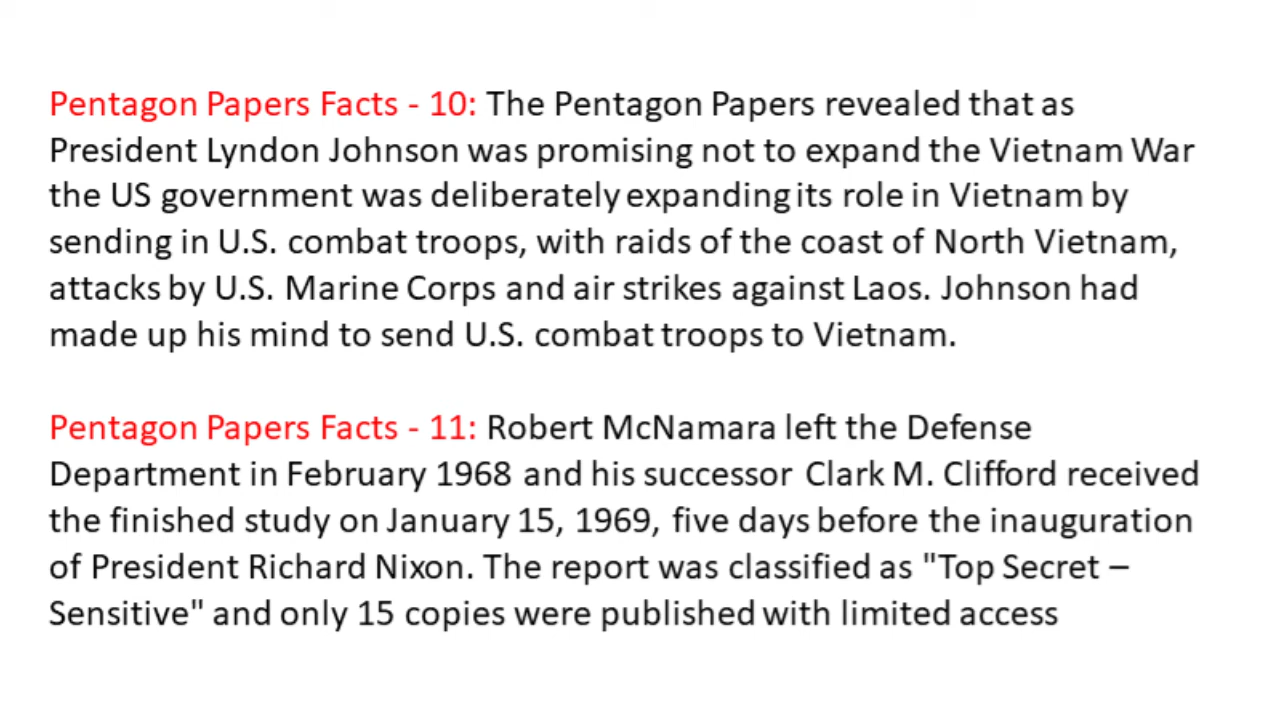 Pentagon Papers Facts - 10: The Pentagon Papers revealed that as
President Lyndon Johnson was promising not to expand the Vietnam War
the US government was deliberately expanding its role in Vietnam by
sending in U.S. combat troops, with raids of the coast of North Vietnam,
attacks by U.S. Marine Corps and air strikes against Laos. Johnson had
made up his mind to send U.S. combat troops to Vietnam.
Pentagon Papers Facts - 11: Robert McNamara left the Defense
Department in February 1968 and his successor Clark M. Clifford received
the finished study on January 15, 1969, five days before the inauguration
of President Richard Nixon. The report was classified as "Top Secret –
Sensitive" and only 15 copies were published with limited access